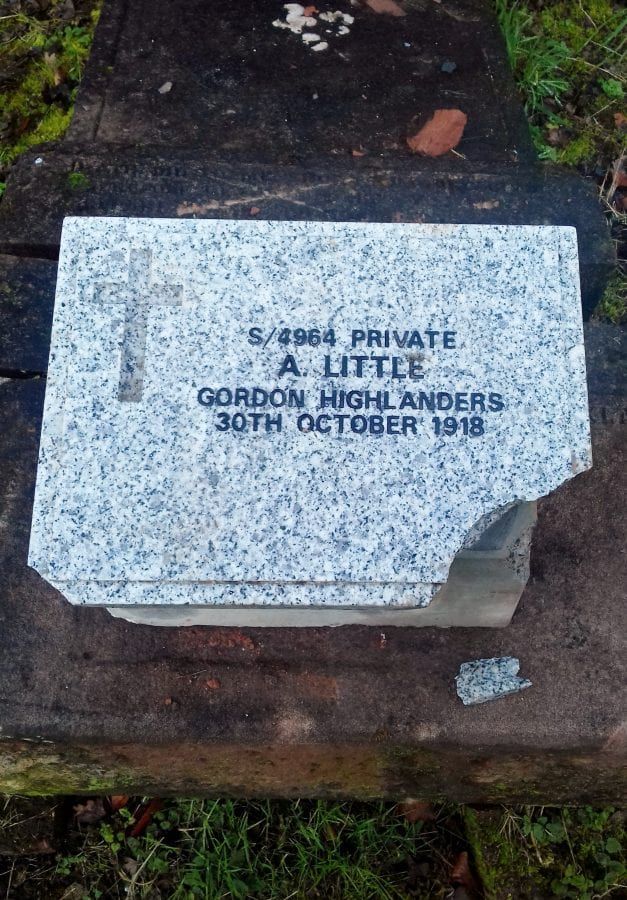 S/4964 PRIVATE
A. LITTLE
GORDON HIGHLANDERS
30TH OCTOBER 1918